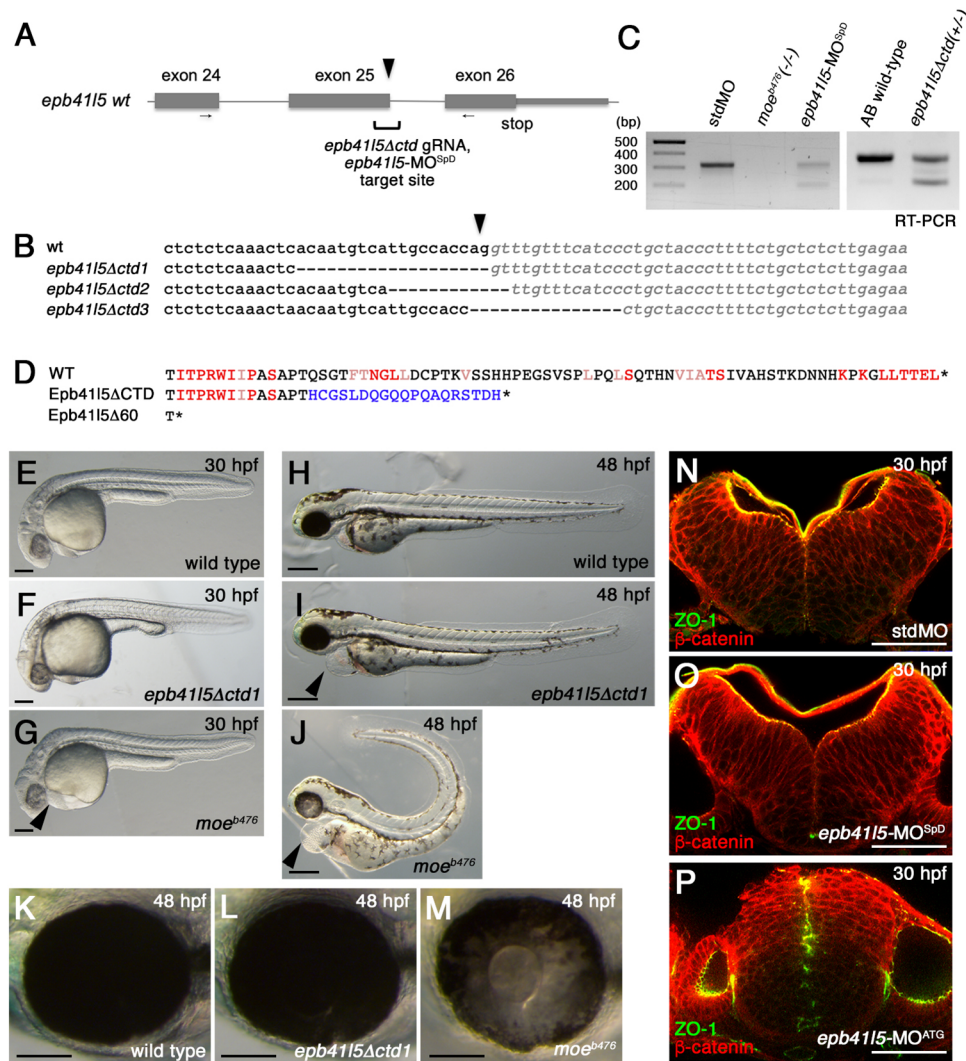 A
exon 24
exon 25
exon 26
epb41l5 wt
stop
epb41l5Δctd gRNA,
epb41l5-MO^SpD
target site
C
stdMO
moe^b476(-/-)
epb41l5-MO^SpD
AB wild-type
epb41l5Δctd(+/-)
(bp)
500
400
300
200
RT-PCR
B
wt ctctctcaaactcacaatgtcattgccaccaggtttgtttcatccctgctacccttttctgctctcttgagaa
epb41l5Δctd1 ctctctcaaactc-------------------gtttgtttcatccctgctacccttttctgctctcttgagaa
epb41l5Δctd2 ctctctcaaactcacaatgtca------------ttgtttcatccctgctacccttttctgctctcttgagaa
epb41l5Δctd3 ctctctcaaactaacaatgtcattgccacc---------------ctgctacccttttctgctctcttgagaa
D
WT TITPRWIIPASAPTQSGTFTNGLLDCPTKVSSHHPEGSVSPLPQLSQTHNVIATSIVAHSTKDNNHKPKGLLTTEL*
Epb41l5ΔCTD TITPRWIIPASAPTHCGSLDQGQQPQAQRSTDH*
Epb41l5Δ60 T*
E
30 hpf
wild type
F
30 hpf
epb41l5Δctd1
G
30 hpf
moe^b476
H
48 hpf
wild type
I
48 hpf
epb41l5Δctd1
J
48 hpf
moe^b476
K
48 hpf
wild type
L
48 hpf
epb41l5Δctd1
M
48 hpf
moe^b476
N
30 hpf
ZO-1
β-catenin
stdMO
O
30 hpf
ZO-1
β-catenin
epb41l5-MO^SpD
P
30 hpf
ZO-1
β-catenin
epb41l5-MO^ATG